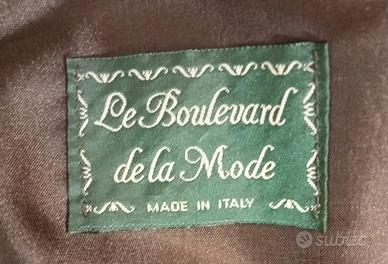 Le Boulevard
de la Mode
MADE IN ITALY
subito